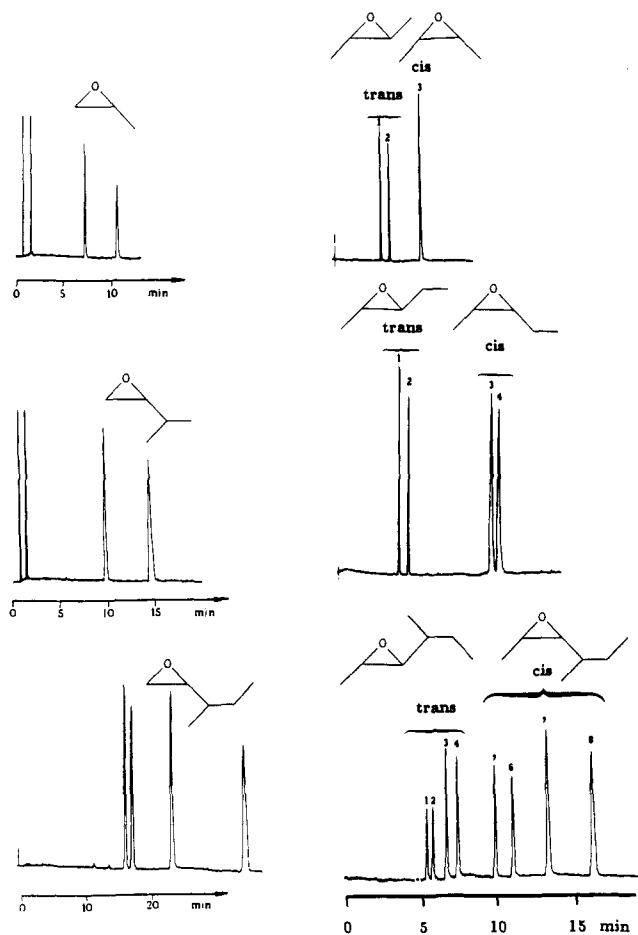 O
0 5 10 min
O
0 10 15 min
O
0 10 20 min
O O
cis
trans
3
1
2
O O
trans cis
1
2
3
4
O O
cis
trans
1 2 3 4 7 6 7 8
0 5 10 15 min